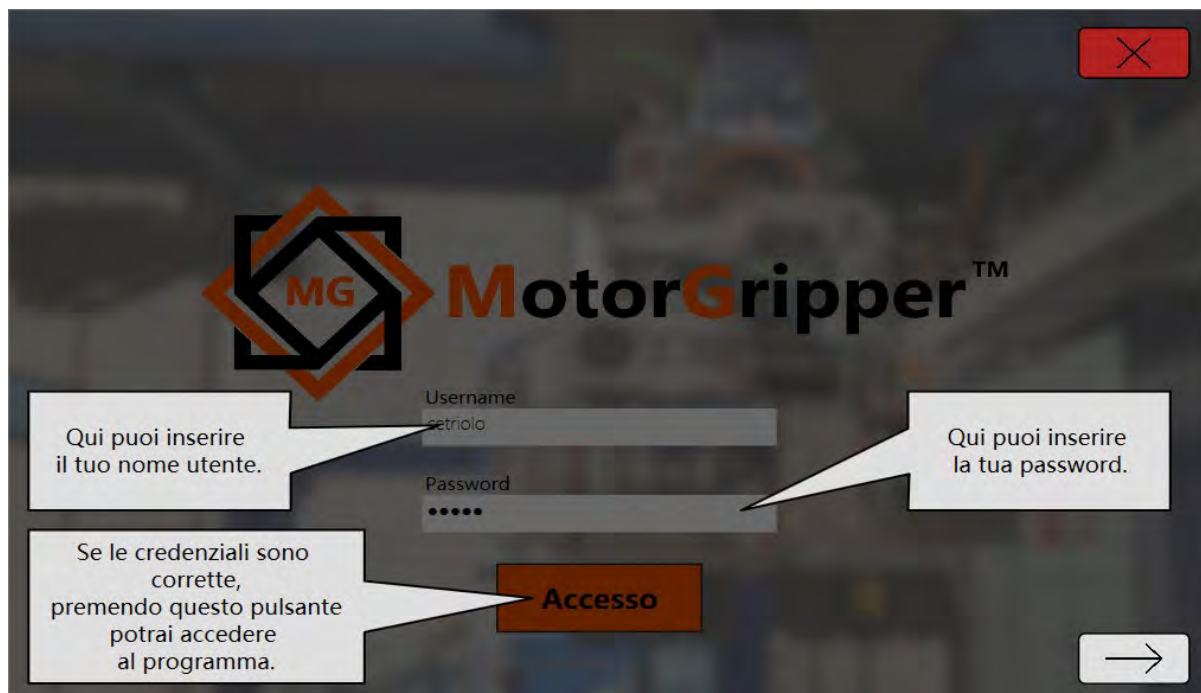 MG
MotorGripper™
Username
setriolo
Qui puoi inserire
il tuo nome utente.
Qui puoi inserire
la tua password.
Password
•••••
Se le credenziali sono
corrette,
premendo questo pulsante
potrai accedere
al programma.
Accesso